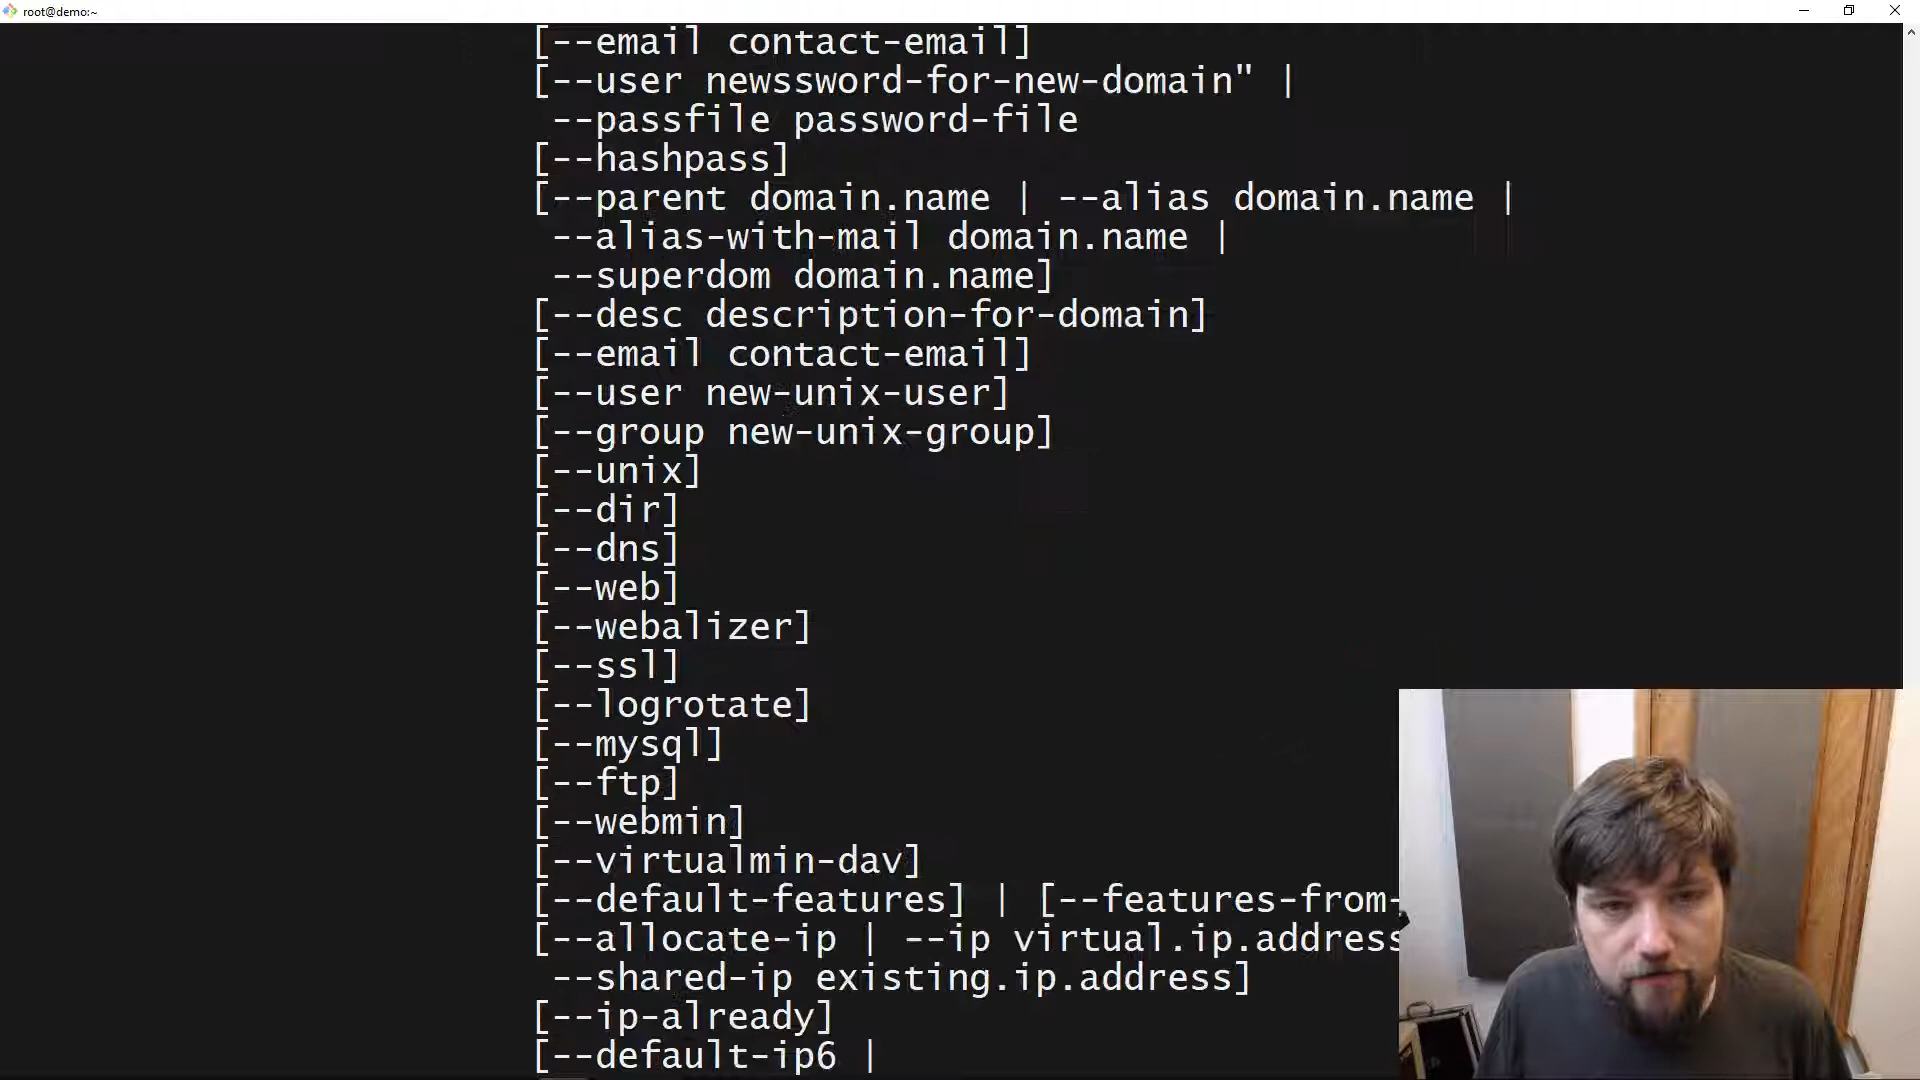 root@demo:~
[--email contact-email]
[--user newssword-for-new-domain" |
--passfile password-file
[--hashpass]
[--parent domain.name | --alias domain.name |
--alias-with-mail domain.name |
--superdom domain.name]
[--desc description-for-domain]
[--email contact-email]
[--user new-unix-user]
[--group new-unix-group]
[--unix]
[--dir]
[--dns]
[--web]
[--webalizer]
[--ssl]
[--logrotate]
[--mysql]
[--ftp]
[--webmin]
[--virtualmin-dav]
[--default-features] | [--features-from-
[--allocate-ip | --ip virtual.ip.address
--shared-ip existing.ip.address]
[--ip-already]
[--default-ip6 |